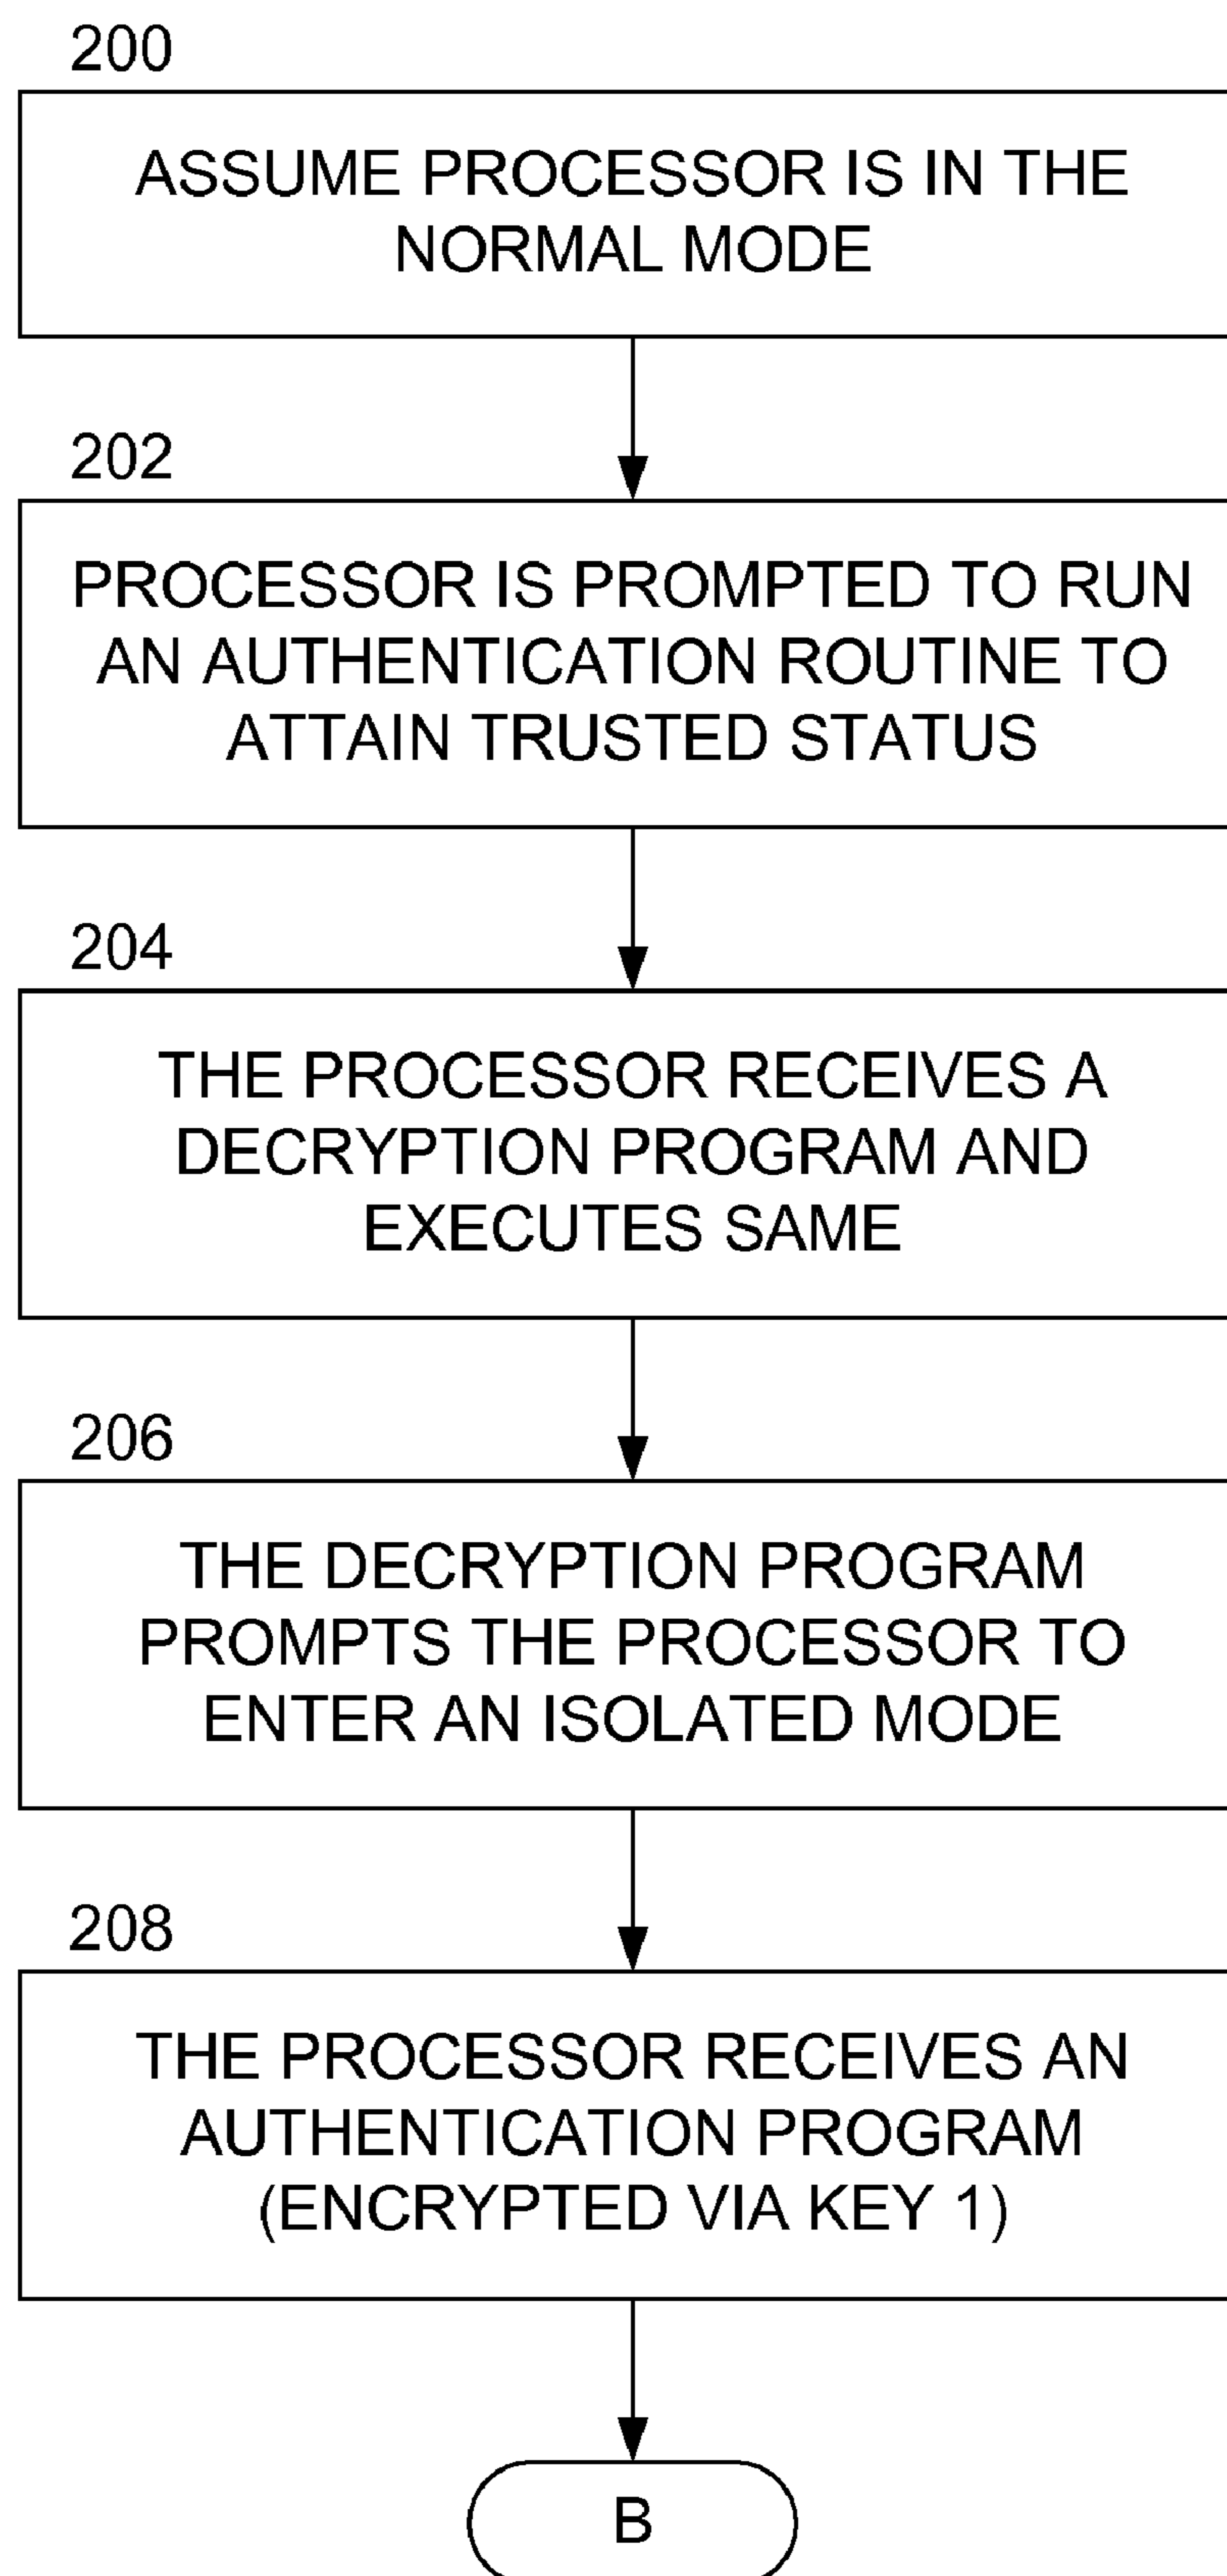 200
ASSUME PROCESSOR IS IN THE
NORMAL MODE
202
PROCESSOR IS PROMPTED TO RUN
AN AUTHENTICATION ROUTINE TO
ATTAIN TRUSTED STATUS
204
THE PROCESSOR RECEIVES A
DECRYPTION PROGRAM AND
EXECUTES SAME
206
THE DECRYPTION PROGRAM
PROMPTS THE PROCESSOR TO
ENTER AN ISOLATED MODE
208
THE PROCESSOR RECEIVES AN
AUTHENTICATION PROGRAM
(ENCRYPTED VIA KEY 1)
B